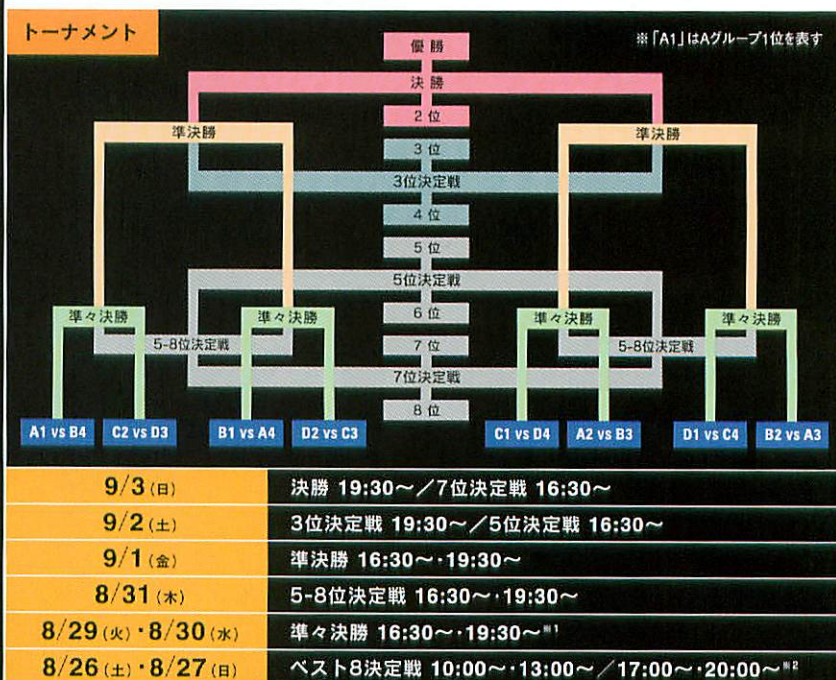 トーナメント
※「A1」はAグループ1位を表す
優勝
決勝
2位
準決勝
準決勝
3位
3位決定戦
4位
5位
5位決定戦
6位
準々決勝
準々決勝
準々決勝
準々決勝
5-8位決定戦
7位
5-8位決定戦
7位決定戦
8位
A1 vs B4
C2 vs D3
B1 vs A4
D2 vs C3
C1 vs D4
A2 vs B3
D1 vs C4
B2 vs A3
9/3(日) 決勝 19:30〜/7位決定戦 16:30〜
9/2(土) 3位決定戦 19:30〜/5位決定戦 16:30〜
9/1(金) 準決勝 16:30〜・19:30〜
8/31(木) 5-8位決定戦 16:30〜・19:30〜
8/29(火)・8/30(水) 準々決勝 16:30〜・19:30〜※1
8/26(土)・8/27(日) ベスト8決定戦 10:00〜・13:00〜/17:00〜・20:00〜※2